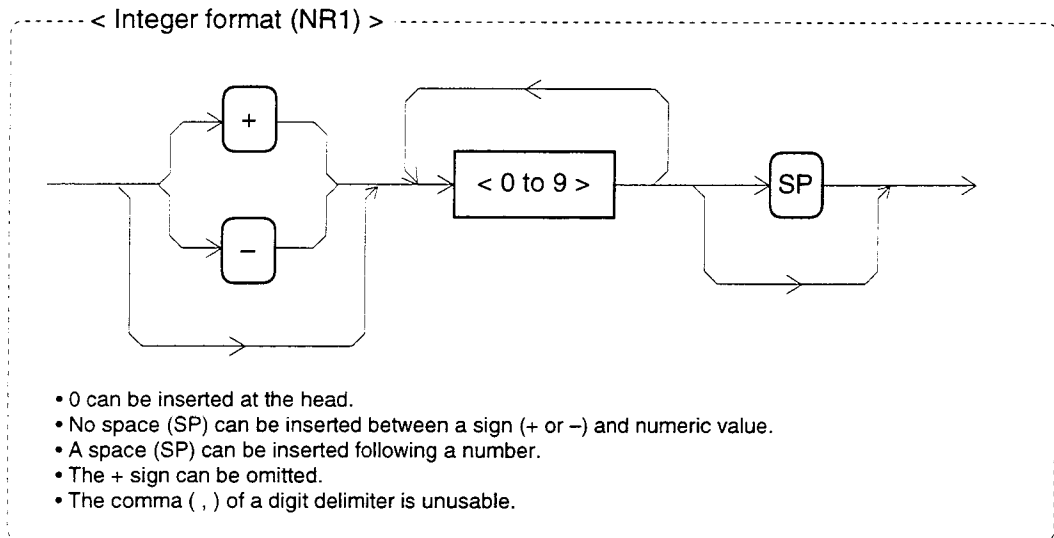 < Integer format (NR1) >
+
< 0 to 9 >
SP
–
• 0 can be inserted at the head.
• No space (SP) can be inserted between a sign (+ or –) and numeric value.
• A space (SP) can be inserted following a number.
• The + sign can be omitted.
• The comma ( , ) of a digit delimiter is unusable.